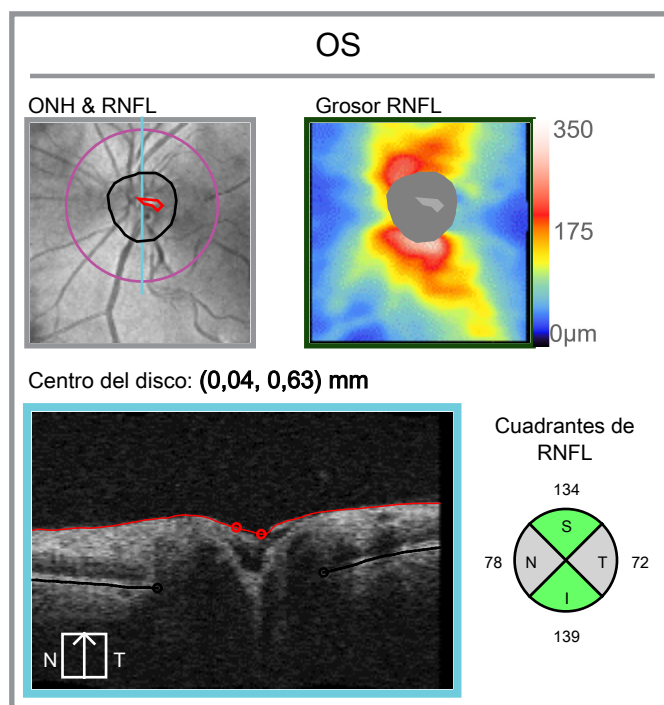 OS
ONH & RNFL
Grosor RNFL
350
175
0µm
Centro del disco: (0,04, 0,63) mm
Cuadrantes de
RNFL
134
S
78 N T 72
I
139
N T